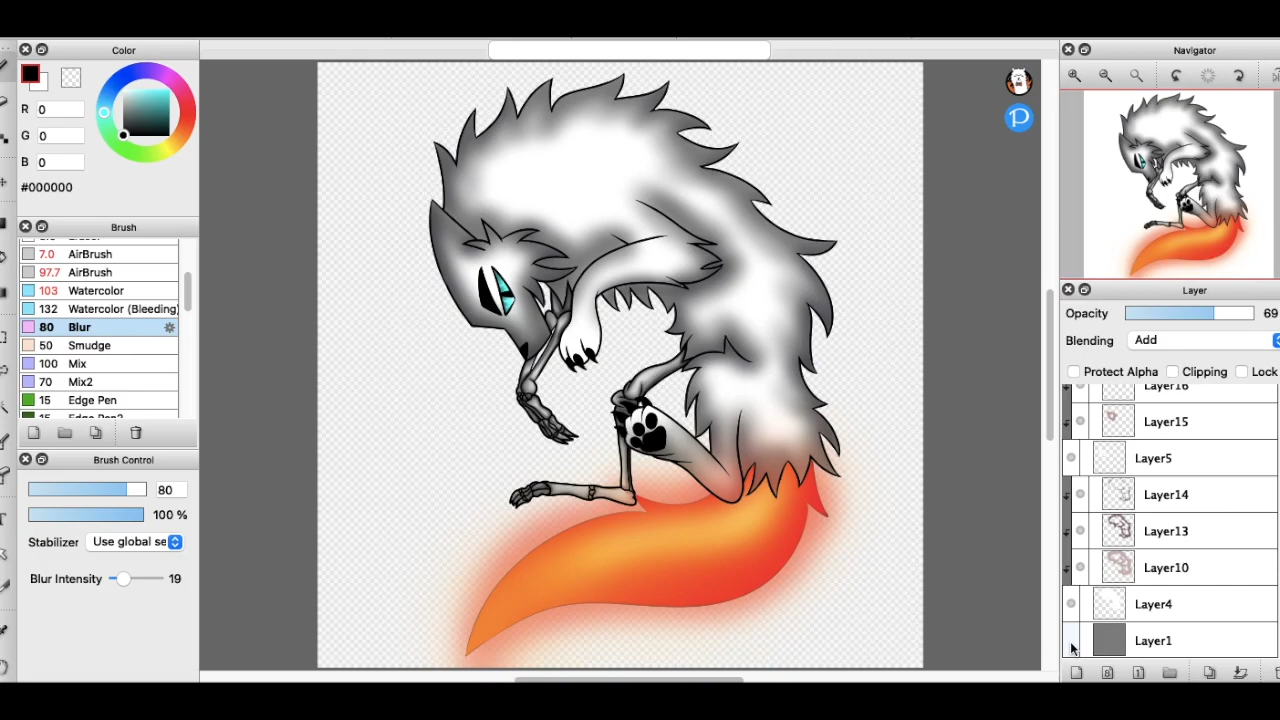 Color
R 0
G 0
B 0
#000000
Brush
7.0 AirBrush
97.7 AirBrush
103 Watercolor
132 Watercolor (Bleeding)
80 Blur
50 Smudge
100 Mix
70 Mix2
15 Edge Pen
Brush Control
80
100 %
Stabilizer Use global se
Blur Intensity 19
P
Navigator
Layer
Opacity 69
Blending Add
Protect Alpha Clipping Lock
Layer16
Layer15
Layer5
Layer14
Layer13
Layer10
Layer4
Layer1